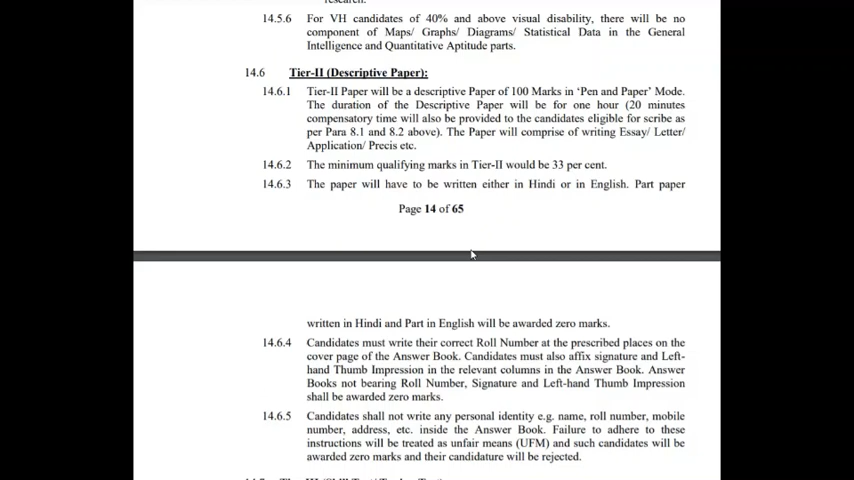 research.
14.5.6 For VH candidates of 40% and above visual disability, there will be no
component of Maps/ Graphs/ Diagrams/ Statistical Data in the General
Intelligence and Quantitative Aptitude parts.
14.6 Tier-II (Descriptive Paper):
14.6.1 Tier-II Paper will be a descriptive Paper of 100 Marks in ‘Pen and Paper’ Mode.
The duration of the Descriptive Paper will be for one hour (20 minutes
compensatory time will also be provided to the candidates eligible for scribe as
per Para 8.1 and 8.2 above). The Paper will comprise of writing Essay/ Letter/
Application/ Precis etc.
14.6.2 The minimum qualifying marks in Tier-II would be 33 per cent.
14.6.3 The paper will have to be written either in Hindi or in English. Part paper
Page 14 of 65
written in Hindi and Part in English will be awarded zero marks.
14.6.4 Candidates must write their correct Roll Number at the prescribed places on the
cover page of the Answer Book. Candidates must also affix signature and Left-
hand Thumb Impression in the relevant columns in the Answer Book. Answer
Books not bearing Roll Number, Signature and Left-hand Thumb Impression
shall be awarded zero marks.
14.6.5 Candidates shall not write any personal identity e.g. name, roll number, mobile
number, address, etc. inside the Answer Book. Failure to adhere to these
instructions will be treated as unfair means (UFM) and such candidates will be
awarded zero marks and their candidature will be rejected.